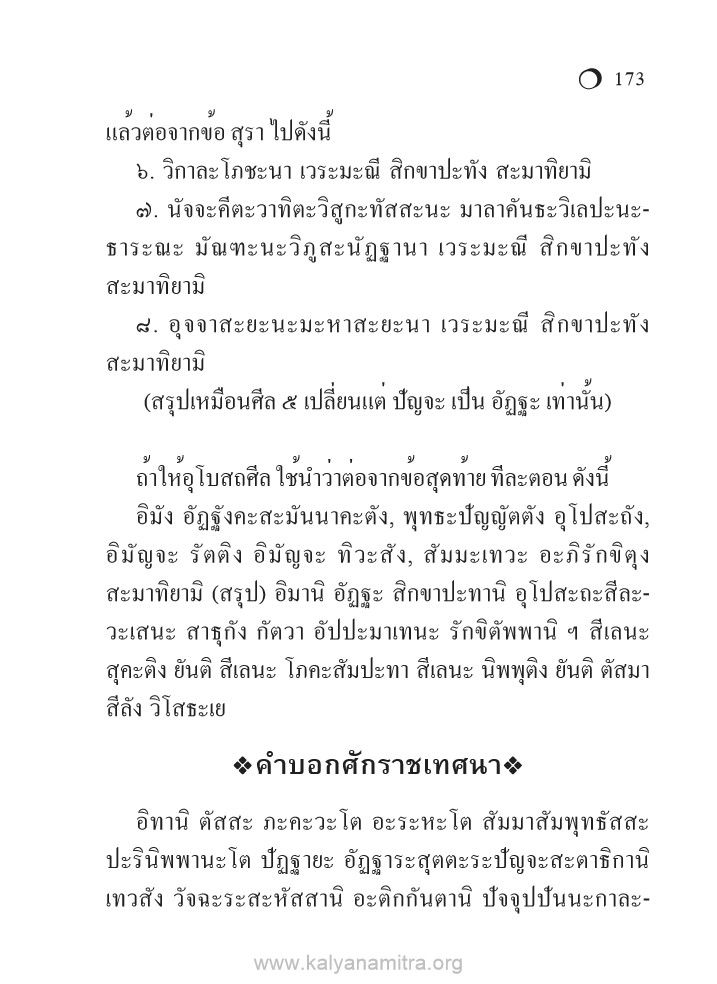 173
แล้วต่อจากข้อ สุรา ไปดังนี้
๖. วิกาละโภชะนา เวระมะณี สิกขาปะทัง สะมาทิยามิ
๗. นัจจะคีตะวาทิตะวิสูกะทัสสะนะ มาลาคันธะวิเลปะนะ-
ธาระณะ มัณฑะนะวิภูสะนัฏฐานา เวระมะณี สิกขาปะทัง
สะมาทิยามิ
๘. อุจจาสะยะนะมะหาสะยะนา เวระมะณี สิกขาปะทัง
สะมาทิยามิ
(สรุปเหมือนศีล ๕ เปลี่ยนแต่ ปัญจะ เป็น อัฏฐะ เท่านั้น)
ถ้าให้อุโบสถศีล ใช้นำว่าต่อจากข้อสุดท้าย ทีละตอน ดังนี้
อิมัง อัฏฐังคะสะมันนาคะตัง, พุทธะปัญญัตตัง อุโปสะถัง,
อิมัญจะ รัตติง อิมัญจะ ทิวะสัง, สัมมะเทวะ อะภิรักขิตุง
สะมาทิยามิ (สรุป) อิมานิ อัฏฐะ สิกขาปะทานิ อุโปสะถะสีละ-
วะเสนะ สาธุกัง กัตวา อัปปะมาเทนะ รักขิตัพพานิ ฯ สีเลนะ
สุคะติง ยันติ สีเลนะ โภคะสัมปะทา สีเลนะ นิพพุติง ยันติ ตัสมา
สีลัง วิโสธะเย
❖คำบอกศักราชเทศนา❖
อิทานิ ตัสสะ ภะคะวะโต อะระหะโต สัมมาสัมพุทธัสสะ
ปะรินิพพานะโต ปัฏฐายะ อัฏฐาระสุตตะระปัญจะสะตาธิกานิ
เทวสัง วัจฉะระสะหัสสานิ อะติกกันตานิ ปัจจุปปันนะกาละ-
www.kalyanamitra.org